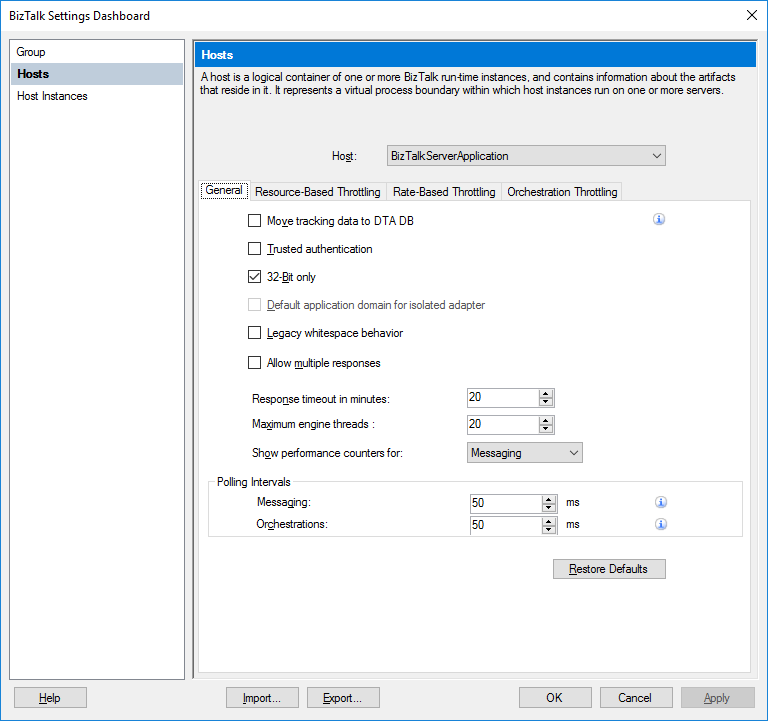 BizTalk Settings Dashboard
Group
Hosts
Host Instances
Hosts
A host is a logical container of one or more BizTalk run-time instances, and contains information about the artifacts
that reside in it. It represents a virtual process boundary within which host instances run on one or more servers.
Host: BizTalkServerApplication
General Resource-Based Throttling Rate-Based Throttling Orchestration Throttling
Move tracking data to DTA DB
Trusted authentication
32-Bit only
Default application domain for isolated adapter
Legacy whitespace behavior
Allow multiple responses
Response timeout in minutes: 20
Maximum engine threads : 20
Show performance counters for: Messaging
Polling Intervals
Messaging: 50 ms
Orchestrations: 50 ms
Restore Defaults
Help Import... Export... OK Cancel Apply